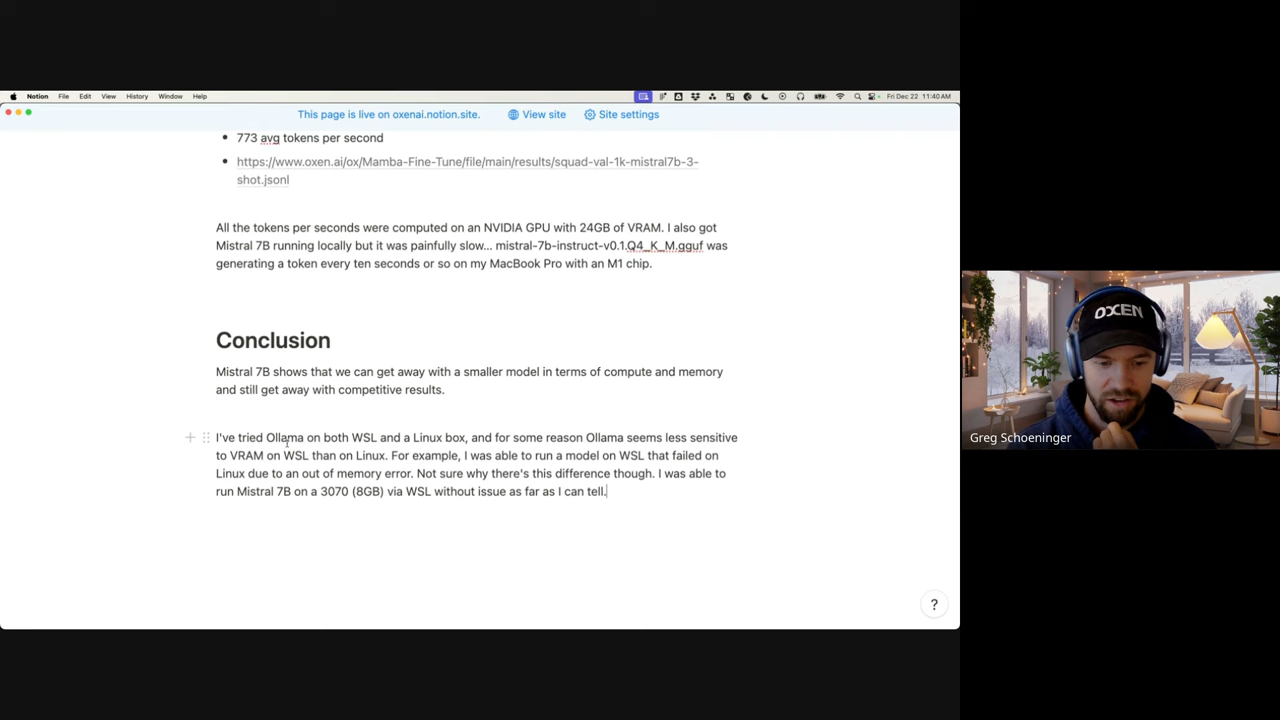 Notion File Edit View History Window Help
Fri Dec 22 11:40 AM
This page is live on oxenai.notion.site. View site Site settings
• 773 avg tokens per second
• https://www.oxen.ai/ox/Mamba-Fine-Tune/file/main/results/squad-val-1k-mistral7b-3-
shot.jsonl
All the tokens per seconds were computed on an NVIDIA GPU with 24GB of VRAM. I also got
Mistral 7B running locally but it was painfully slow... mistral-7b-instruct-v0.1.Q4_K_M.gguf was
generating a token every ten seconds or so on my MacBook Pro with an M1 chip.
Conclusion
Mistral 7B shows that we can get away with a smaller model in terms of compute and memory
and still get away with competitive results.
I've tried Ollama on both WSL and a Linux box, and for some reason Ollama seems less sensitive
to VRAM on WSL than on Linux. For example, I was able to run a model on WSL that failed on
Linux due to an out of memory error. Not sure why there's this difference though. I was able to
run Mistral 7B on a 3070 (8GB) via WSL without issue as far as I can tell.
?
OXEN
Greg Schoeninger